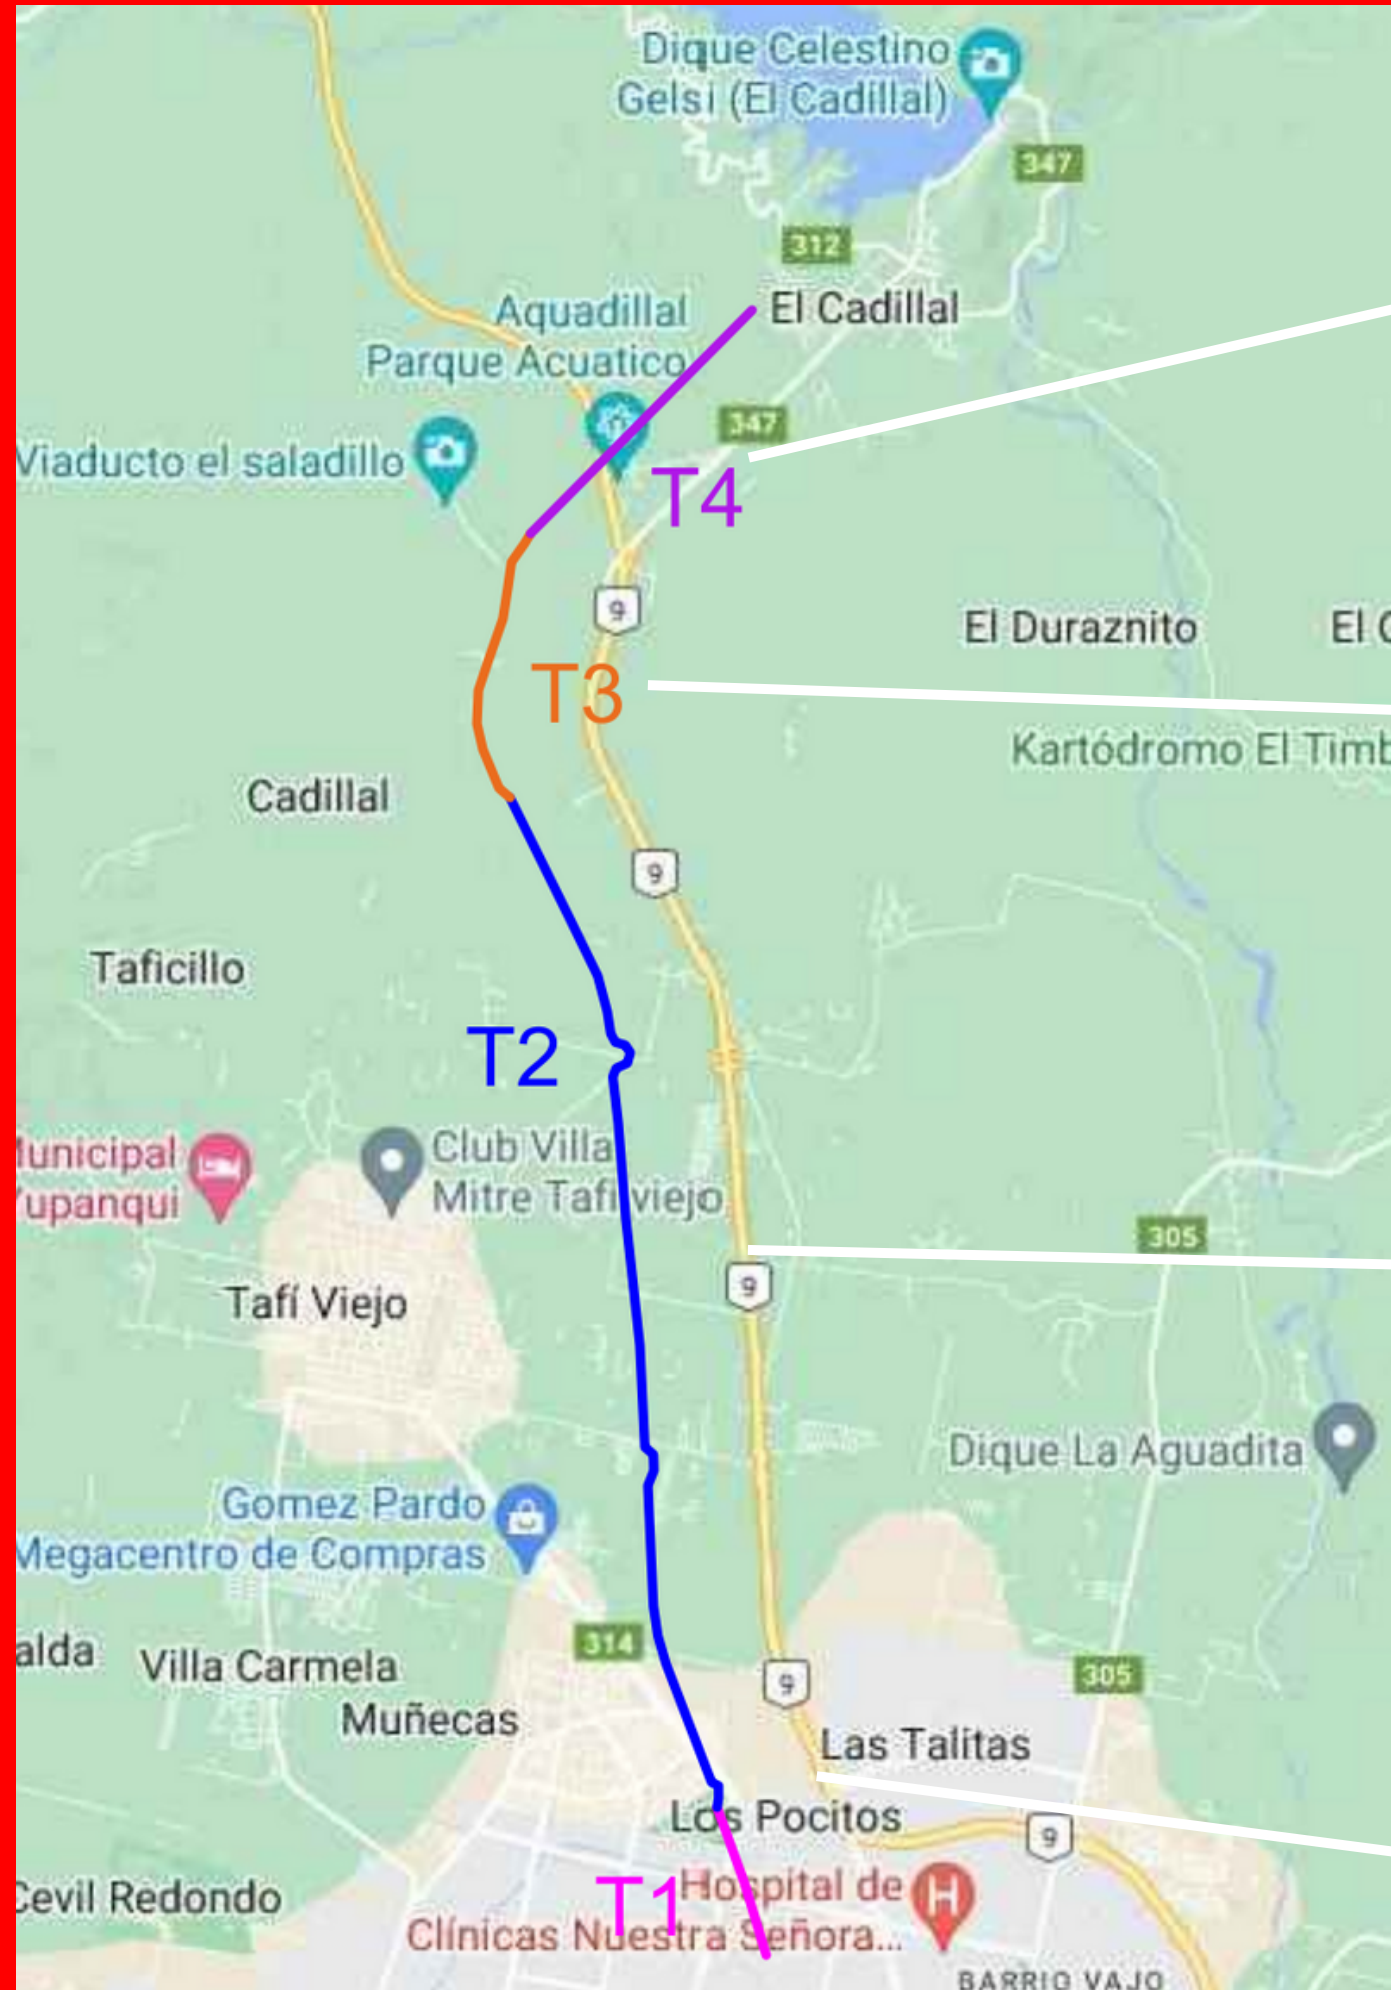 Dique Celestino
Gelsi (El Cadillal)
347
312
El Cadillal
Aquadillal
Parque Acuatico
347
Viaducto el saladillo
T4
9
El Duraznito
T3
Kartódromo El Timb
Cadillal
9
Taficillo
T2
Club Villa
Mitre Tafi viejo
unicipal
upanqui
305
9
Tafí Viejo
Dique La Aguadita
Gomez Pardo
Megacentro de Compras
314
alda
Villa Carmela
9
305
Muñecas
Las Talitas
Los Pocitos
9
T1
Hospital de
Clínicas Nuestra Señora...
H
Cevil Redondo
BARRIO VAJO